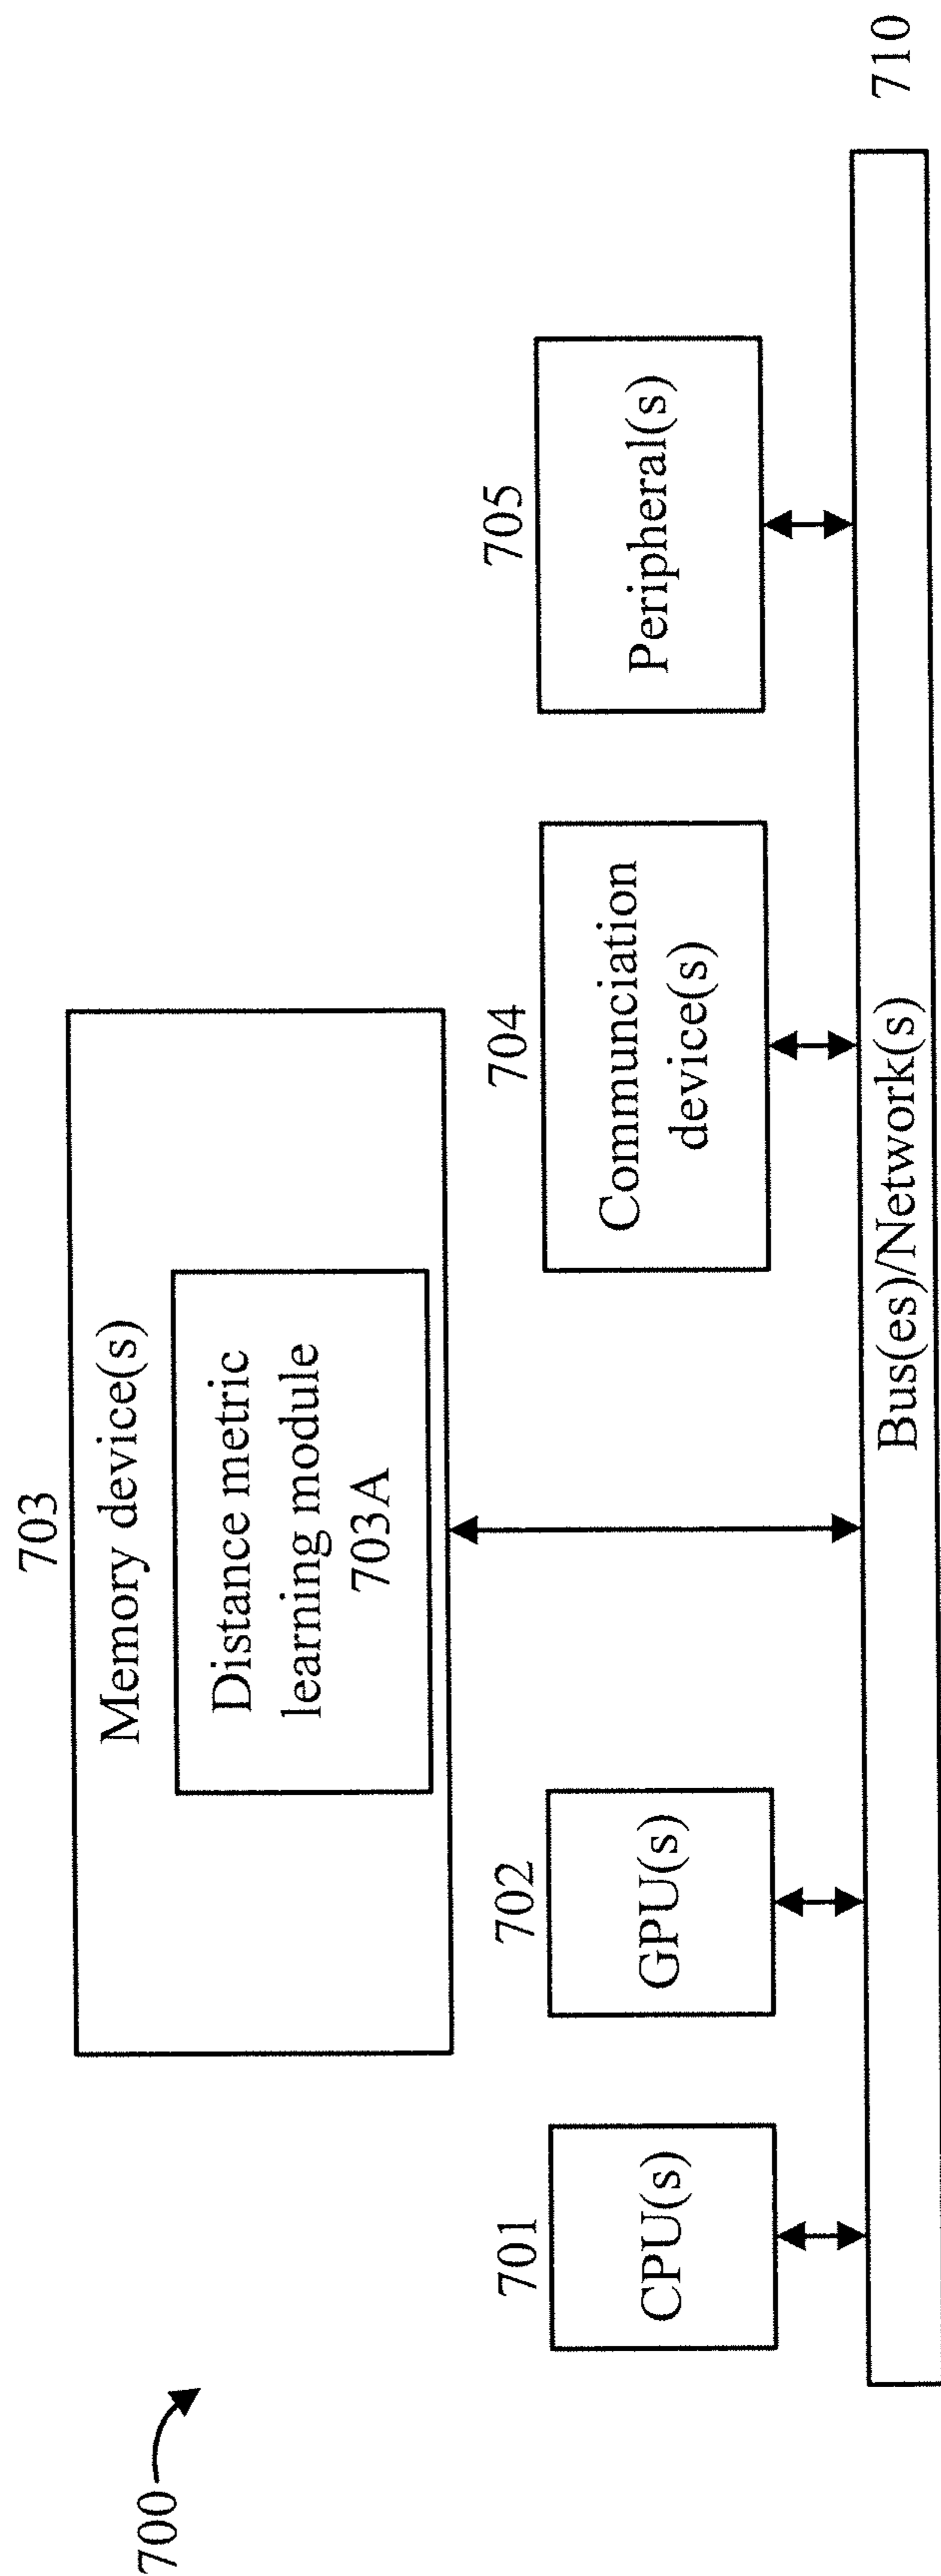 700
703
Memory device(s)
Distance metric
learning module
703A
701
CPU(s)
702
GPU(s)
704
Communciation
device(s)
705
Peripheral(s)
Bus(es)/Network(s)
710